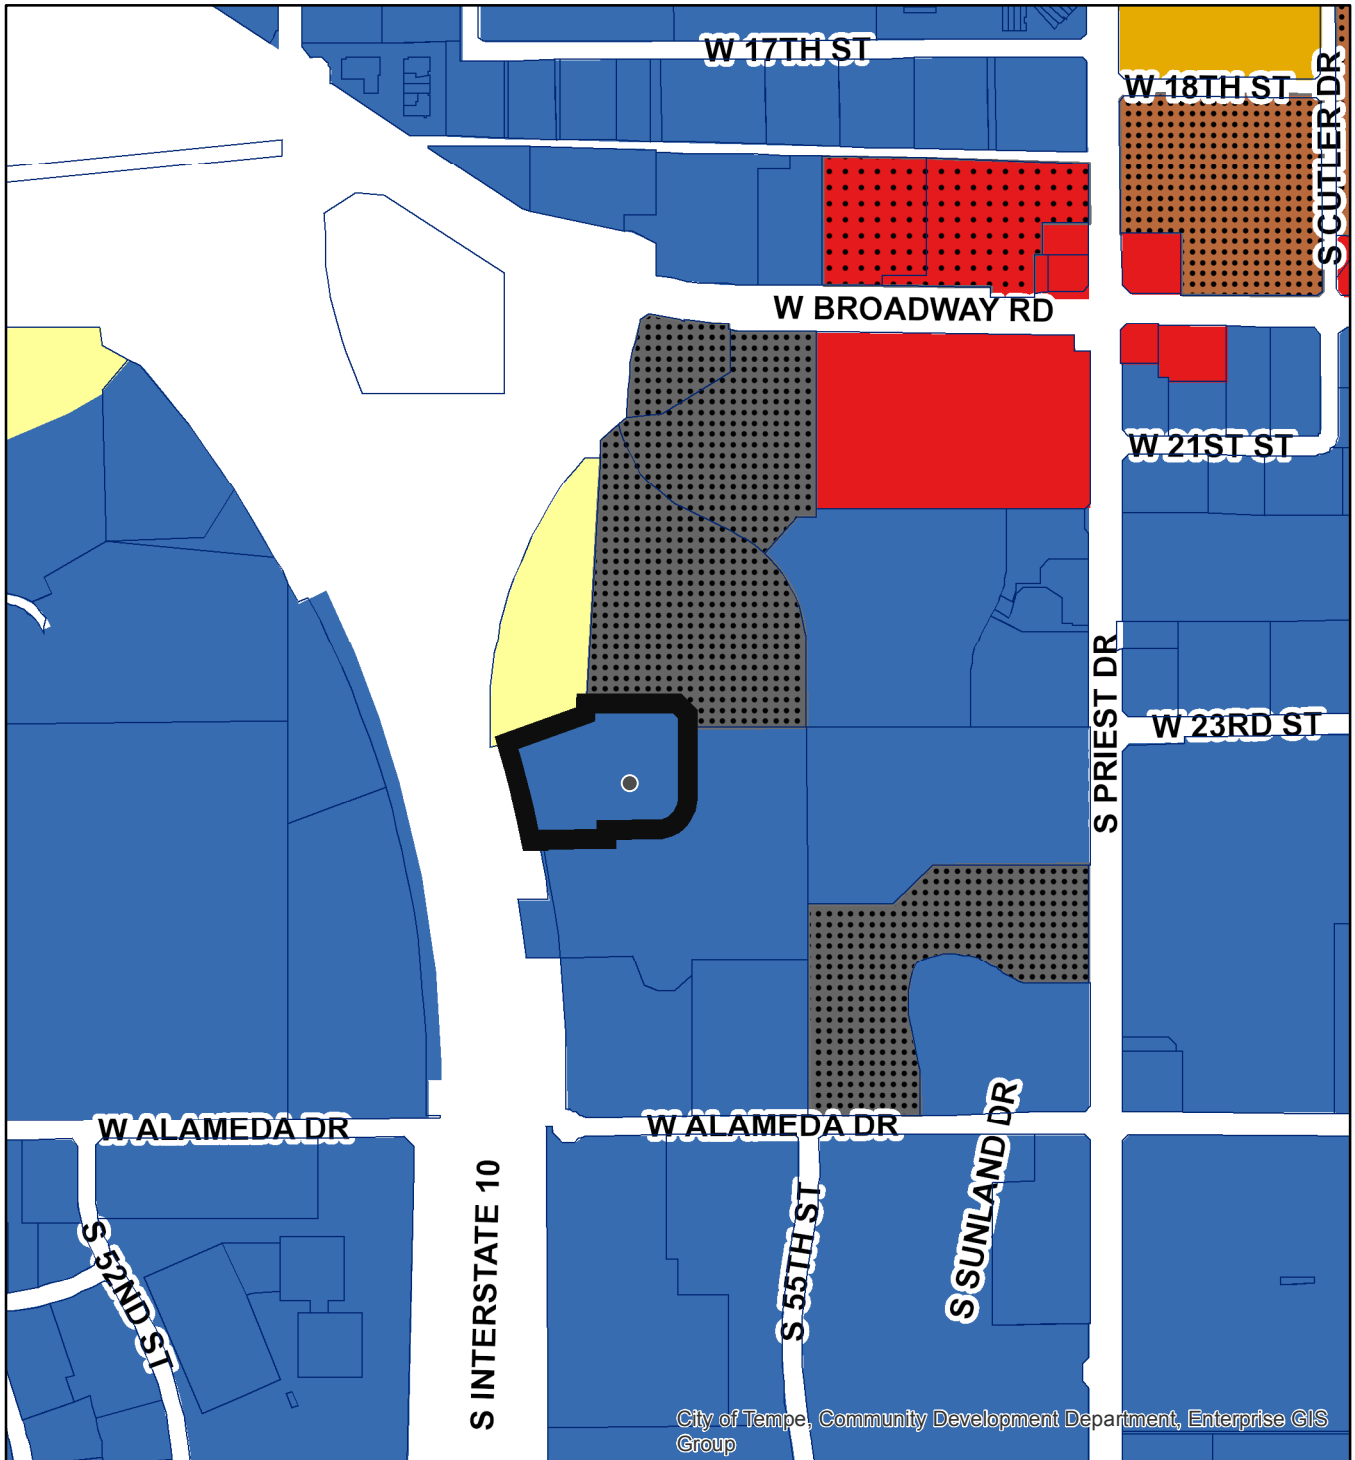 W 17TH ST
W 18TH ST
S CUTLER DR
W BROADWAY RD
W 21ST ST
S PRIEST DR
W 23RD ST
W ALAMEDA DR
W ALAMEDA DR
S SUNLAND DR
S INTERSTATE 10
S 55TH ST
S 52ND ST
City of Tempe, Community Development Department, Enterprise GIS
Group